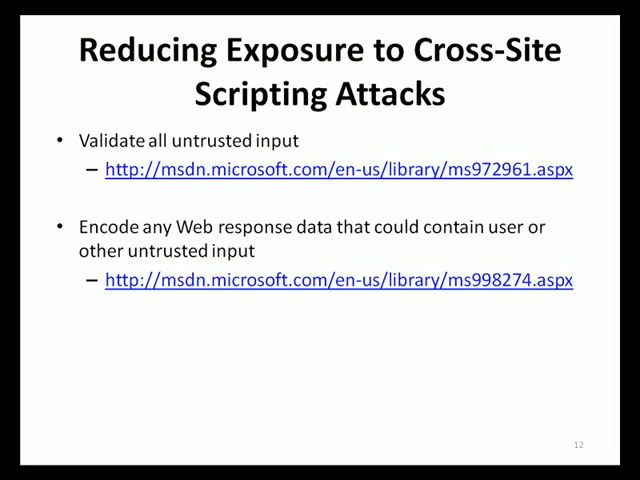 Reducing Exposure to Cross-Site
Scripting Attacks
• Validate all untrusted input
– http://msdn.microsoft.com/en-us/library/ms972961.aspx
• Encode any Web response data that could contain user or
other untrusted input
– http://msdn.microsoft.com/en-us/library/ms998274.aspx
12